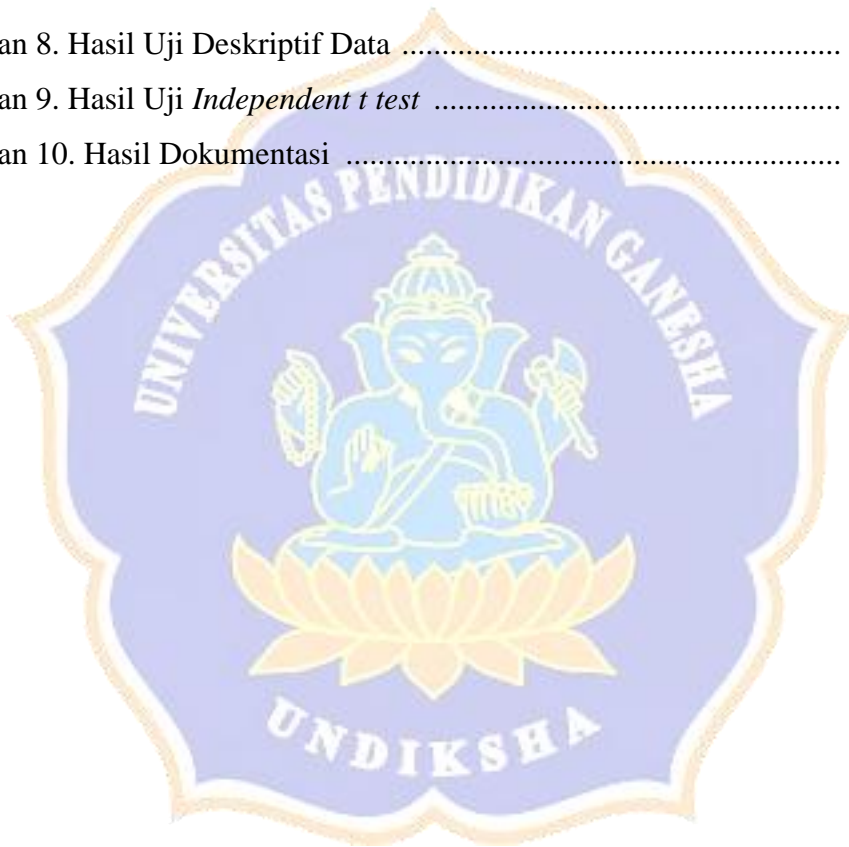 an 8. Hasil Uji Deskriptif Data ....................................................
an 9. Hasil Uji Independent t test ................................................
an 10. Hasil Dokumentasi ..........................................................
UNIVERSITAS PENDIDIKAN GANESHA
UNDIKSHA